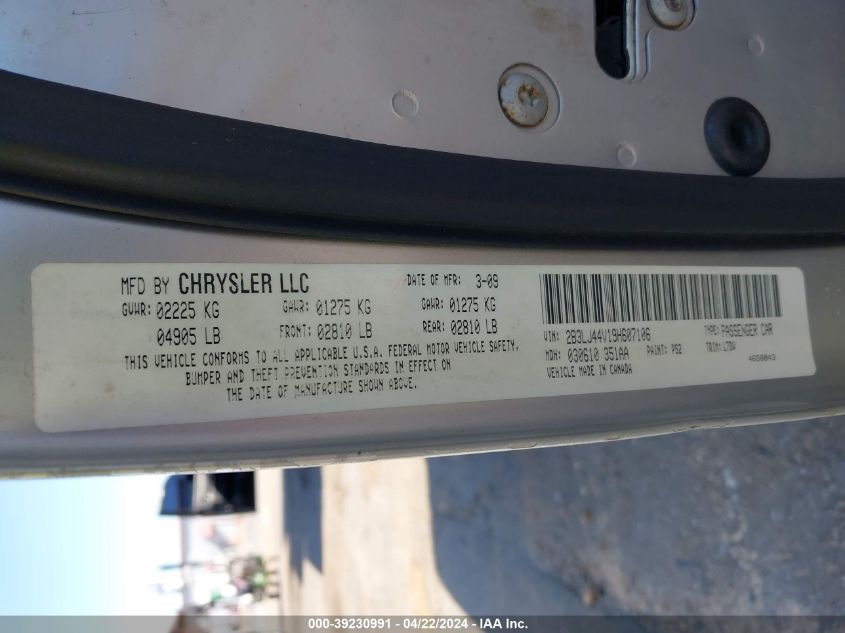 MFD BY CHRYSLER LLC
DATE OF MFR: 3-09
GVWR: 02225 KG
GAWR: 01275 KG
GAWR: 01275 KG
04905 LB
FRONT: 02810 LB
REAR: 02810 LB
THIS VEHICLE CONFORMS TO ALL APPLICABLE U.S.A. FEDERAL MOTOR VEHICLE SAFETY,
BUMPER AND THEFT PREVENTION STANDARDS IN EFFECT ON
THE DATE OF MANUFACTURE SHOWN ABOVE.
VIN: 2B3LJ44V19H607106
TYPE: PASSENGER CAR
MDH: 030610 351AA
PAINT: PS2
TRIM: L7DV
VEHICLE MADE IN CANADA
4658843
000-39230991 - 04/22/2024 - IAA Inc.